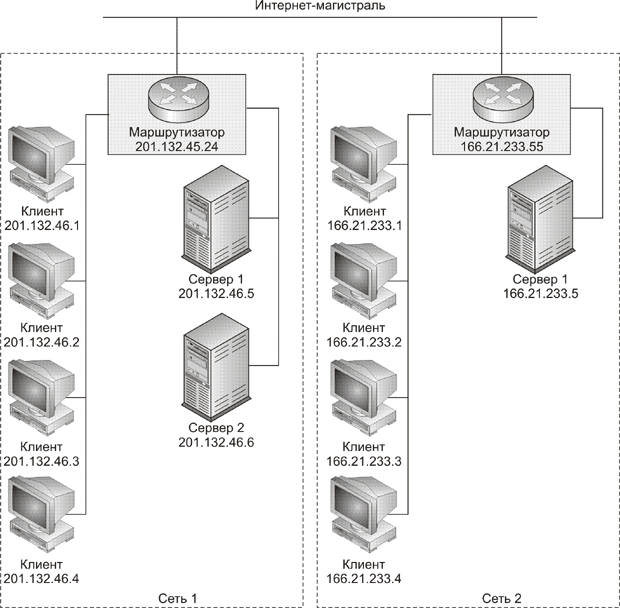 Интернет-магистраль
Маршрутизатор
201.132.45.24
Клиент
201.132.46.1
Сервер 1
201.132.46.5
Клиент
201.132.46.2
Сервер 2
201.132.46.6
Клиент
201.132.46.3
Клиент
201.132.46.4
Сеть 1
Маршрутизатор
166.21.233.55
Клиент
166.21.233.1
Сервер 1
166.21.233.5
Клиент
166.21.233.2
Клиент
166.21.233.3
Клиент
166.21.233.4
Сеть 2